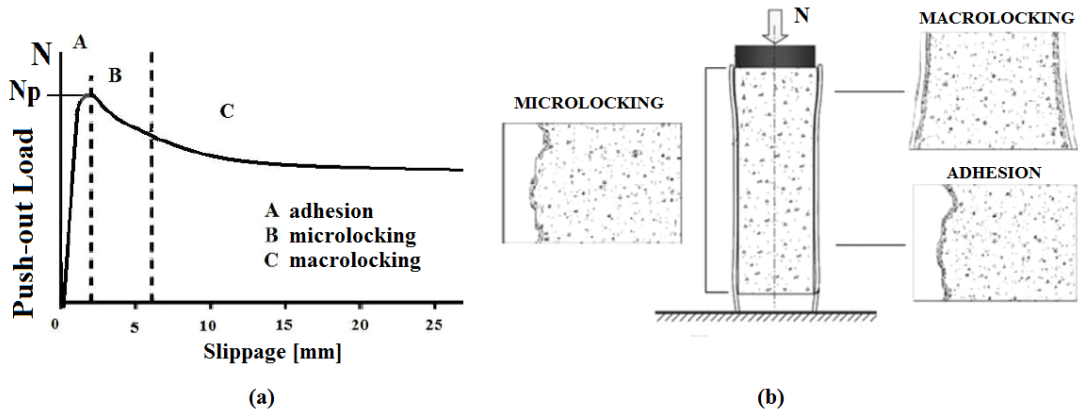 A
N
B
Np
C
Push-out Load
A adhesion
B microlocking
C macrolocking
0
5
10
15
20
25
Slippage [mm]
(a)
N
MACROLOCKING
MICROLOCKING
ADHESION
(b)